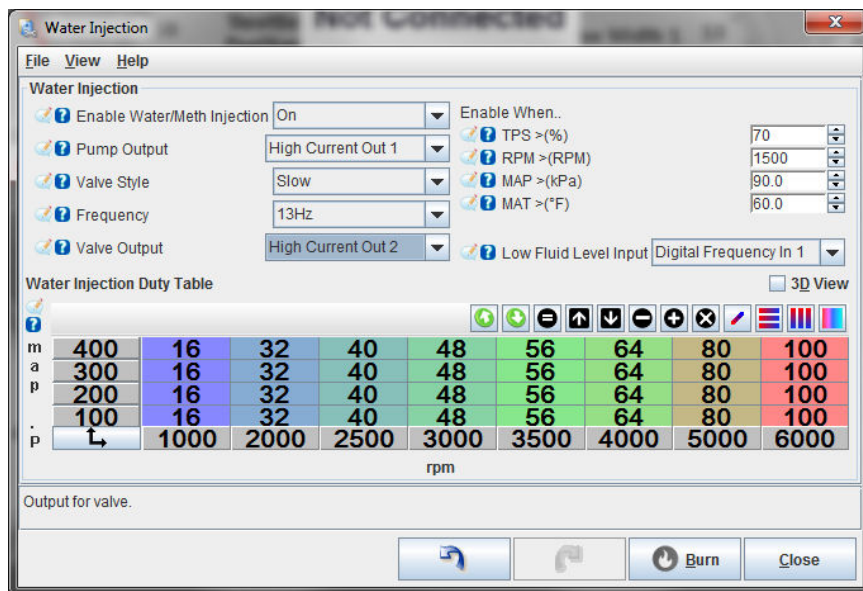 Not Connected
Water Injection
File View Help
Water Injection
Enable Water/Meth Injection On
Pump Output High Current Out 1
Valve Style Slow
Frequency 13Hz
Valve Output High Current Out 2
Enable When..
TPS >(%) 70
RPM >(RPM) 1500
MAP >(kPa) 90.0
MAT >(°F) 60.0
Low Fluid Level Input Digital Frequency In 1
Water Injection Duty Table
3D View
map . p
400 16 32 40 48 56 64 80 100
300 16 32 40 48 56 64 80 100
200 16 32 40 48 56 64 80 100
100 16 32 40 48 56 64 80 100
1000 2000 2500 3000 3500 4000 5000 6000
rpm
Output for valve.
Burn Close